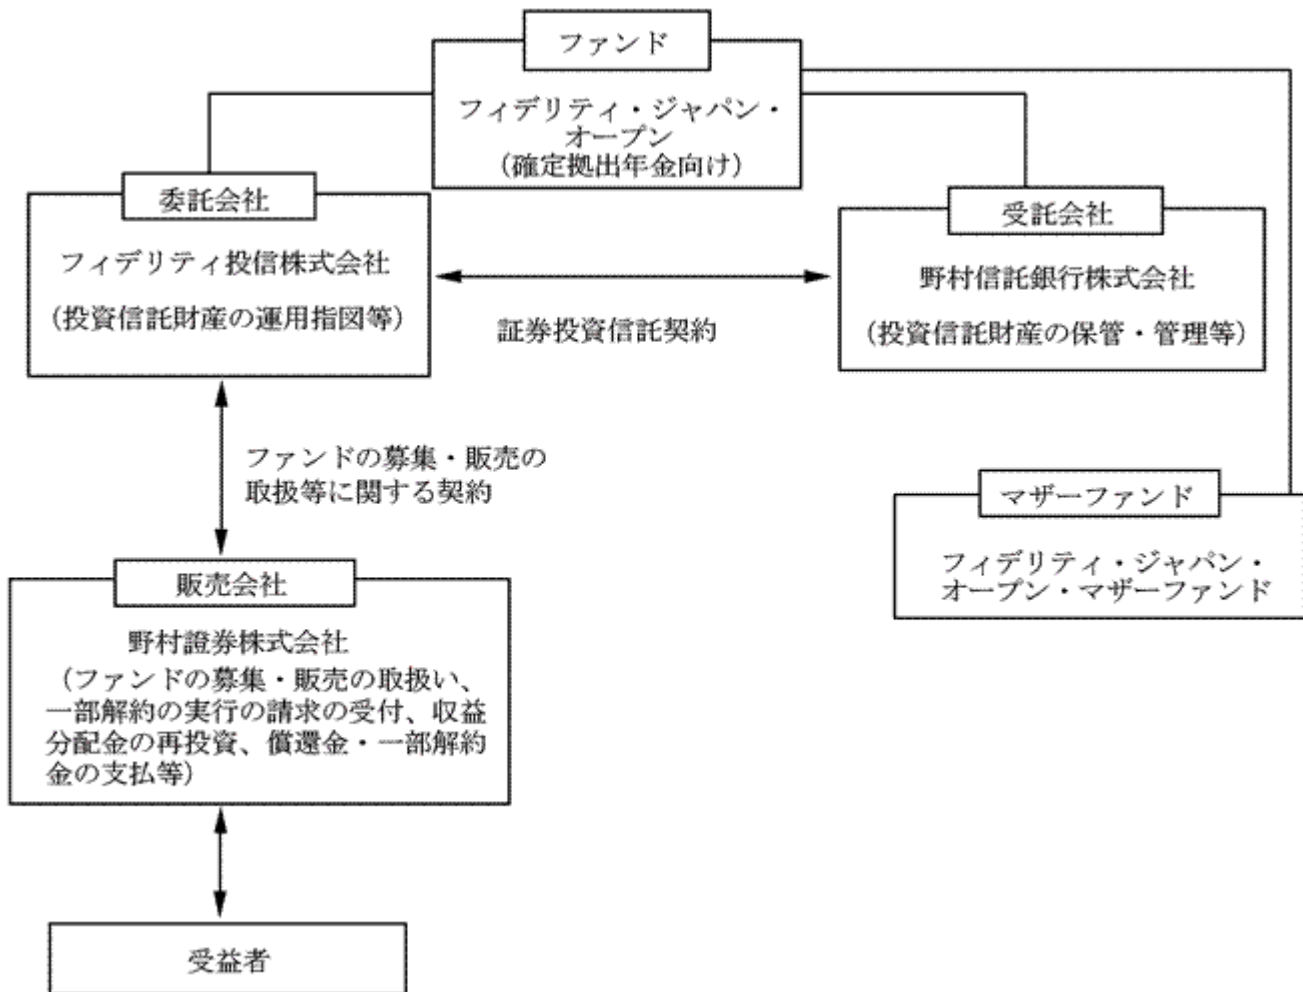 ファンド
フィデリティ・ジャパン・
オープン
（確定拠出年金向け）
委託会社
フィデリティ投信株式会社
（投資信託財産の運用指図等）
証券投資信託契約
受託会社
野村信託銀行株式会社
（投資信託財産の保管・管理等）
ファンドの募集・販売の
取扱等に関する契約
マザーファンド
フィデリティ・ジャパン・
オープン・マザーファンド
販売会社
野村證券株式会社
（ファンドの募集・販売の取扱い、
一部解約の実行の請求の受付、収益
分配金の再投資、償還金・一部解約
金の支払等）
受益者